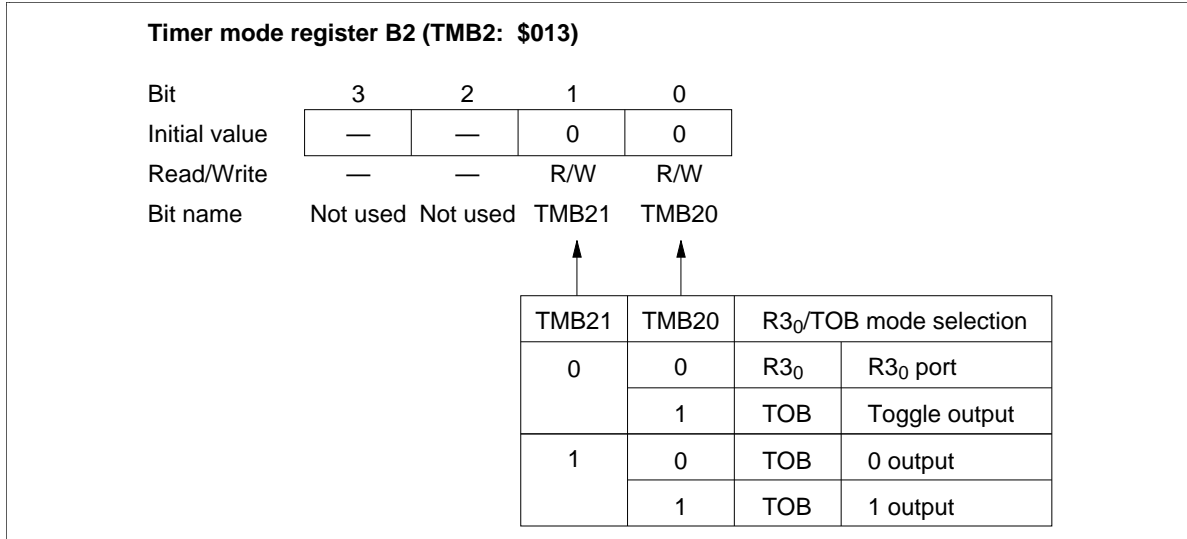 Timer mode register B2 (TMB2: $013)
Bit 3 2 1 0
Initial value — — 0 0
Read/Write — — R/W R/W
Bit name Not used Not used TMB21 TMB20
TMB21 TMB20 R3₀/TOB mode selection
0 0 R3₀ R3₀ port
1 TOB Toggle output
1 0 TOB 0 output
1 TOB 1 output